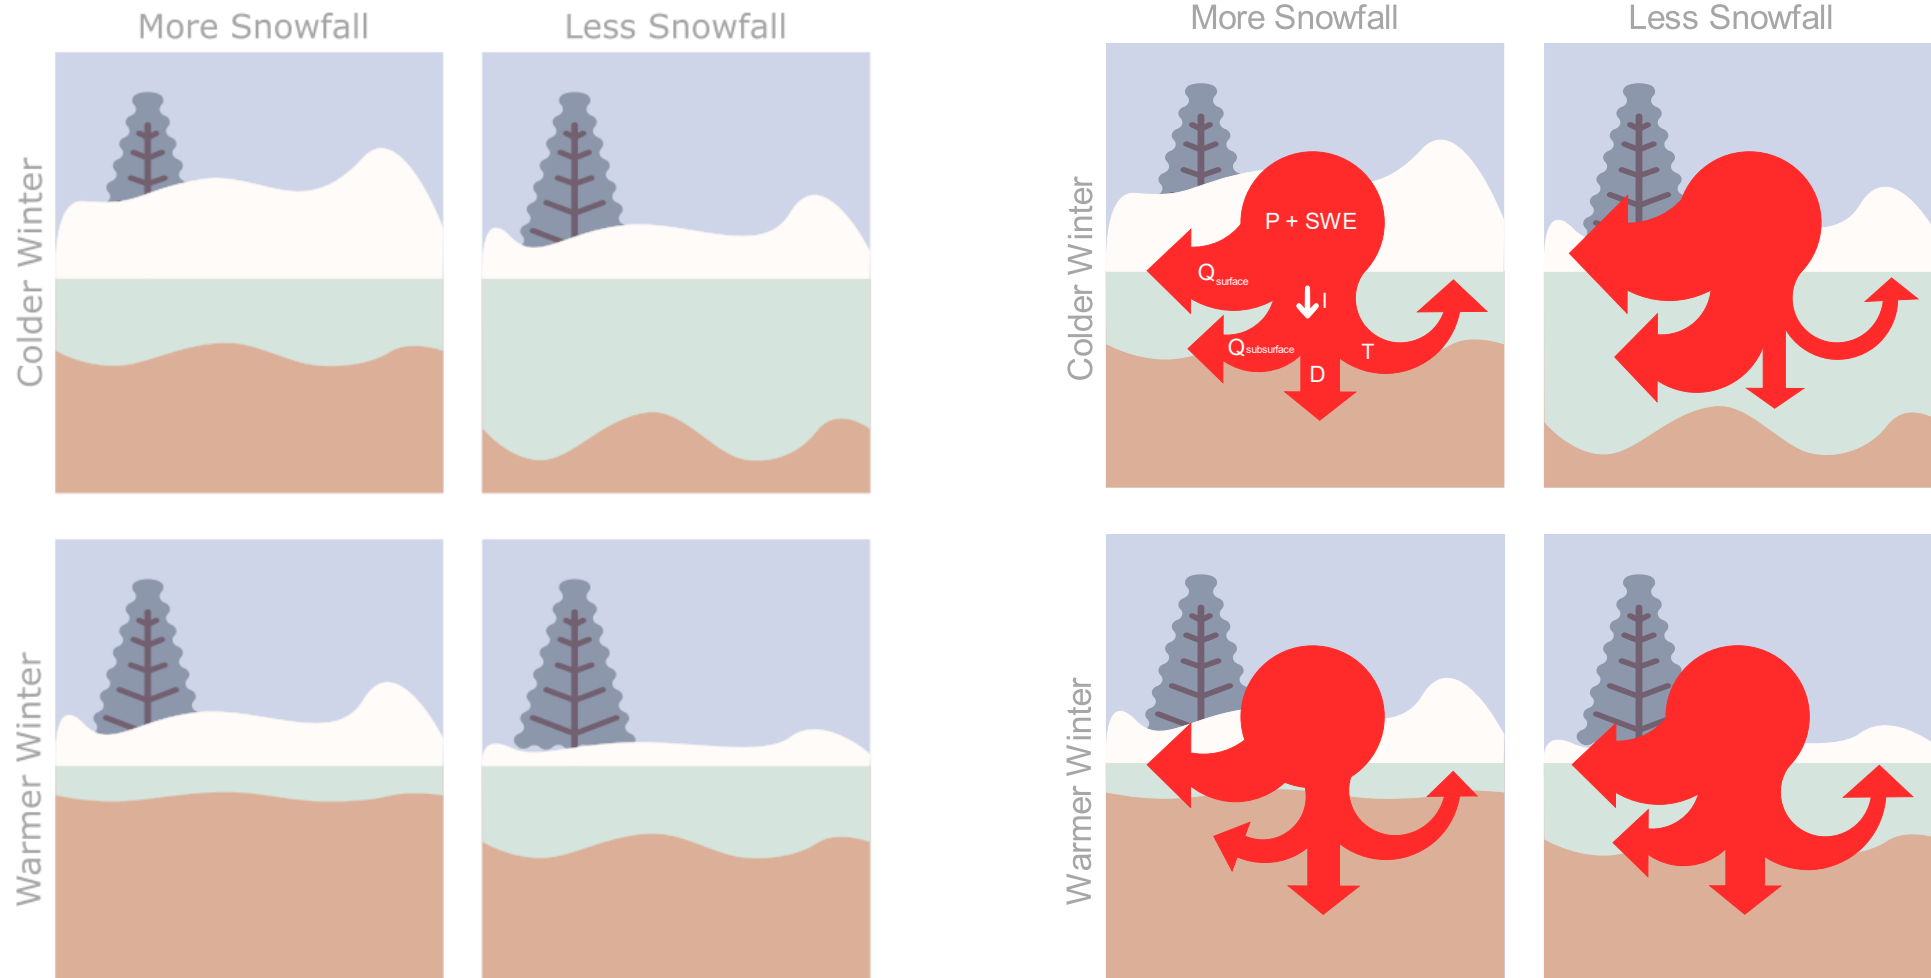 More Snowfall
Less Snowfall
Colder Winter
Warmer Winter
More Snowfall
Less Snowfall
Colder Winter
P + SWE
Qsurface
I
Qsubsurface
T
D
Warmer Winter